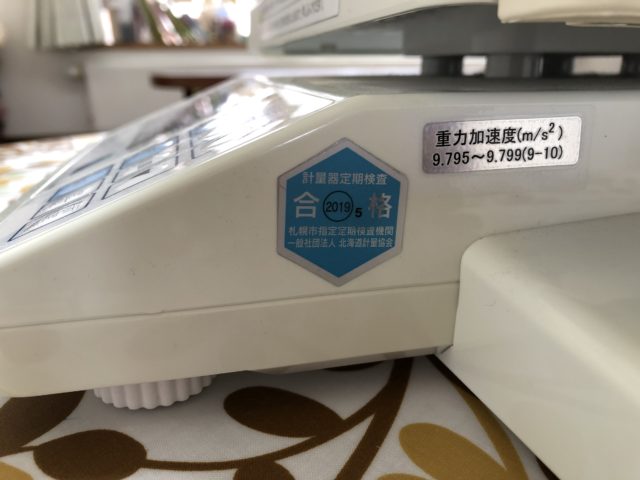 重力加速度(m/s²)
9.795～9.799(9-10)
計量器定期検査
合 2019 5 格
札幌市指定定期検査機関
一般社団法人 北海道計量協会